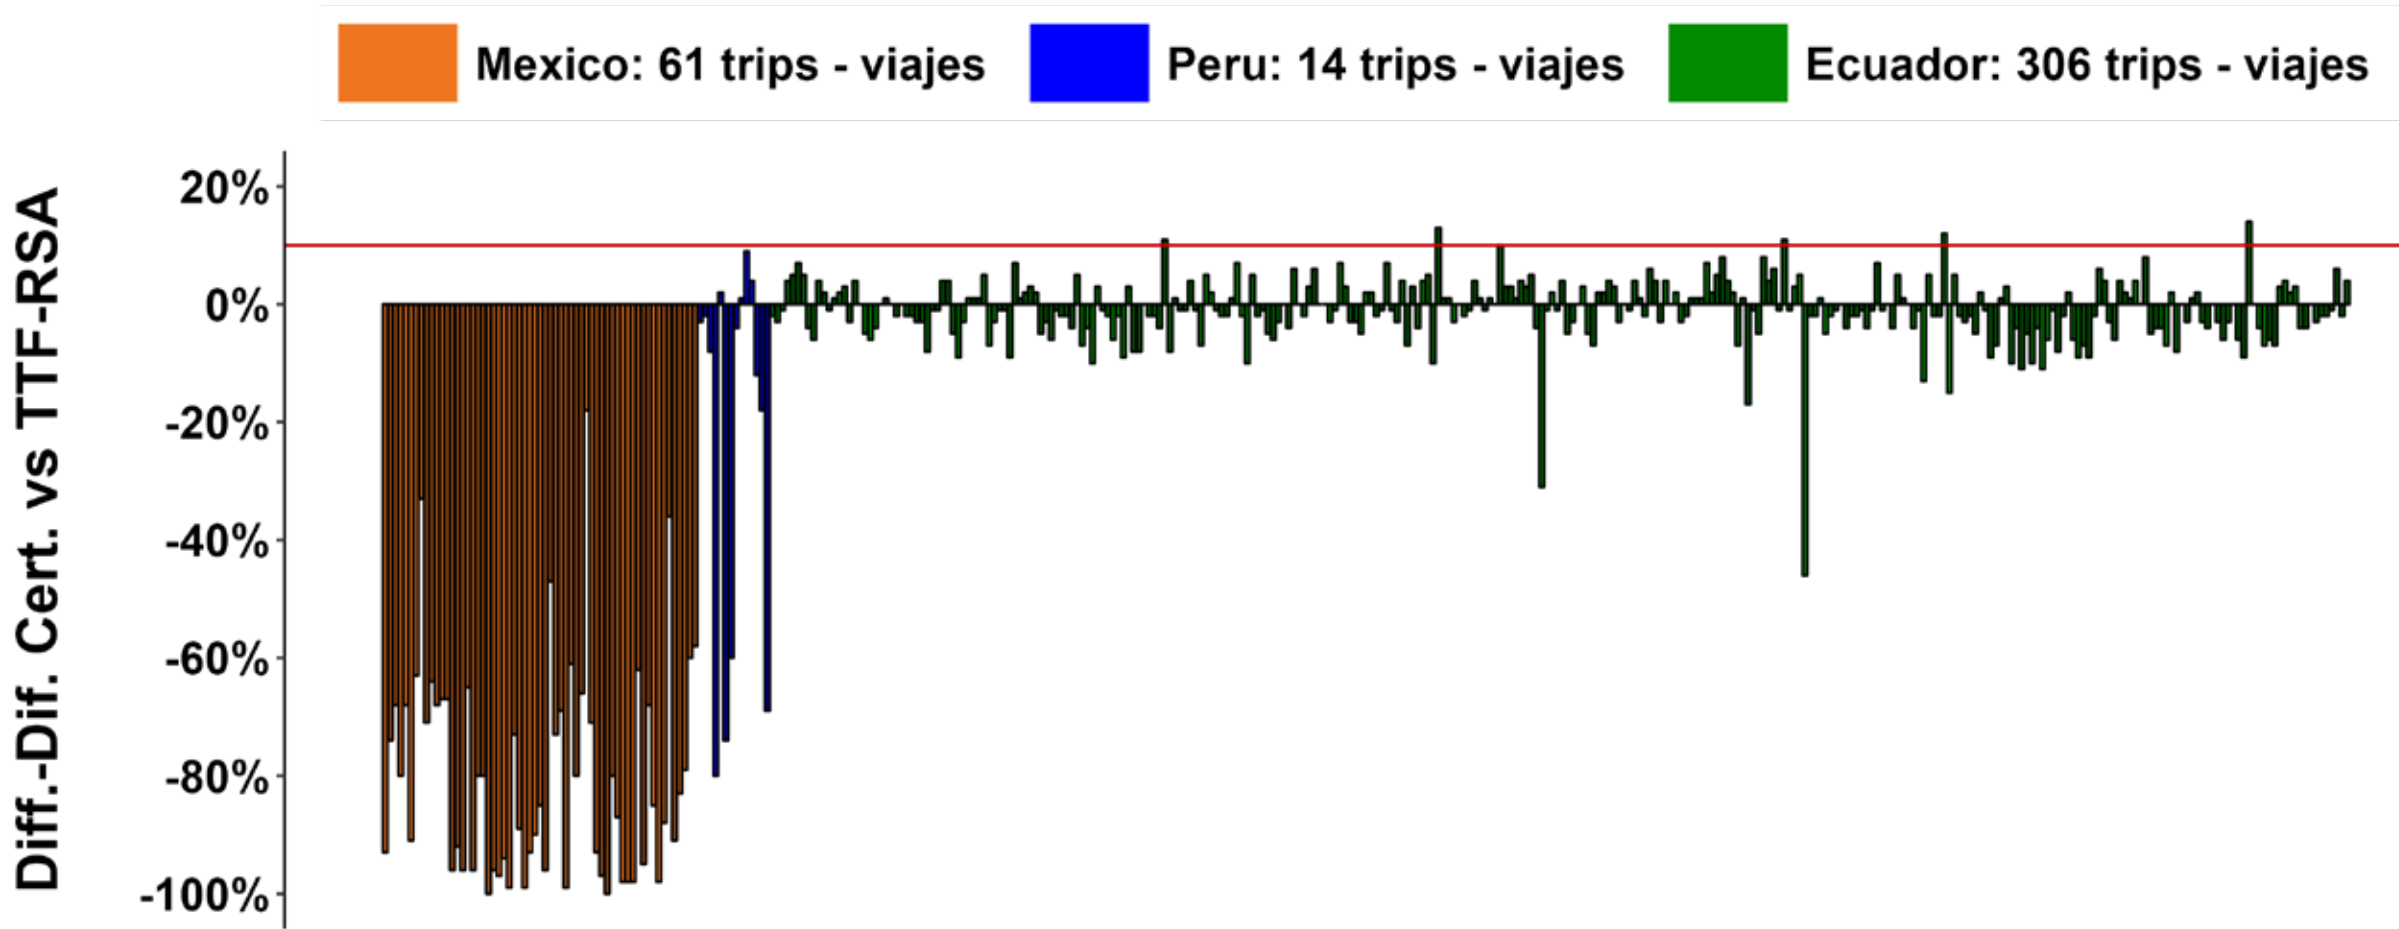 Mexico: 61 trips - viajes
Peru: 14 trips - viajes
Ecuador: 306 trips - viajes
Diff.-Dif. Cert. vs TTF-RSA
20%
0%
-20%
-40%
-60%
-80%
-100%